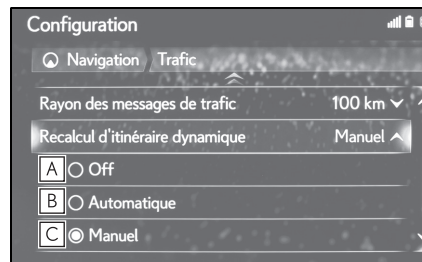 Configuration
Navigation Trafic
Rayon des messages de trafic 100 km
Recalcul d'itinéraire dynamique Manuel
A Off
B Automatique
C Manuel